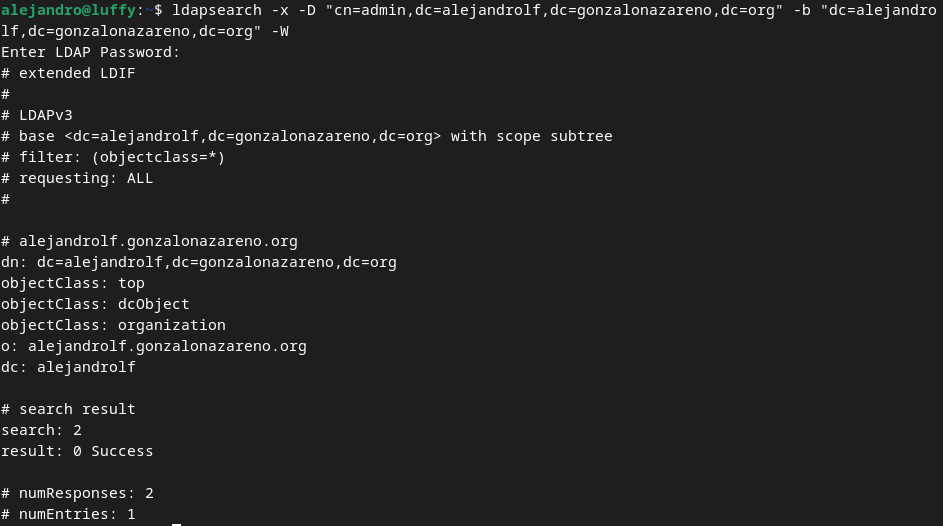 alejandro@luffy:~$ ldapsearch -x -D "cn=admin,dc=alejandrolf,dc=gonzalonazareno,dc=org" -b "dc=alejandro
lf,dc=gonzalonazareno,dc=org" -W
Enter LDAP Password:
# extended LDIF
#
# LDAPv3
# base <dc=alejandrolf,dc=gonzalonazareno,dc=org> with scope subtree
# filter: (objectclass=*)
# requesting: ALL
#

# alejandrolf.gonzalonazareno.org
dn: dc=alejandrolf,dc=gonzalonazareno,dc=org
objectClass: top
objectClass: dcObject
objectClass: organization
o: alejandrolf.gonzalonazareno.org
dc: alejandrolf

# search result
search: 2
result: 0 Success

# numResponses: 2
# numEntries: 1